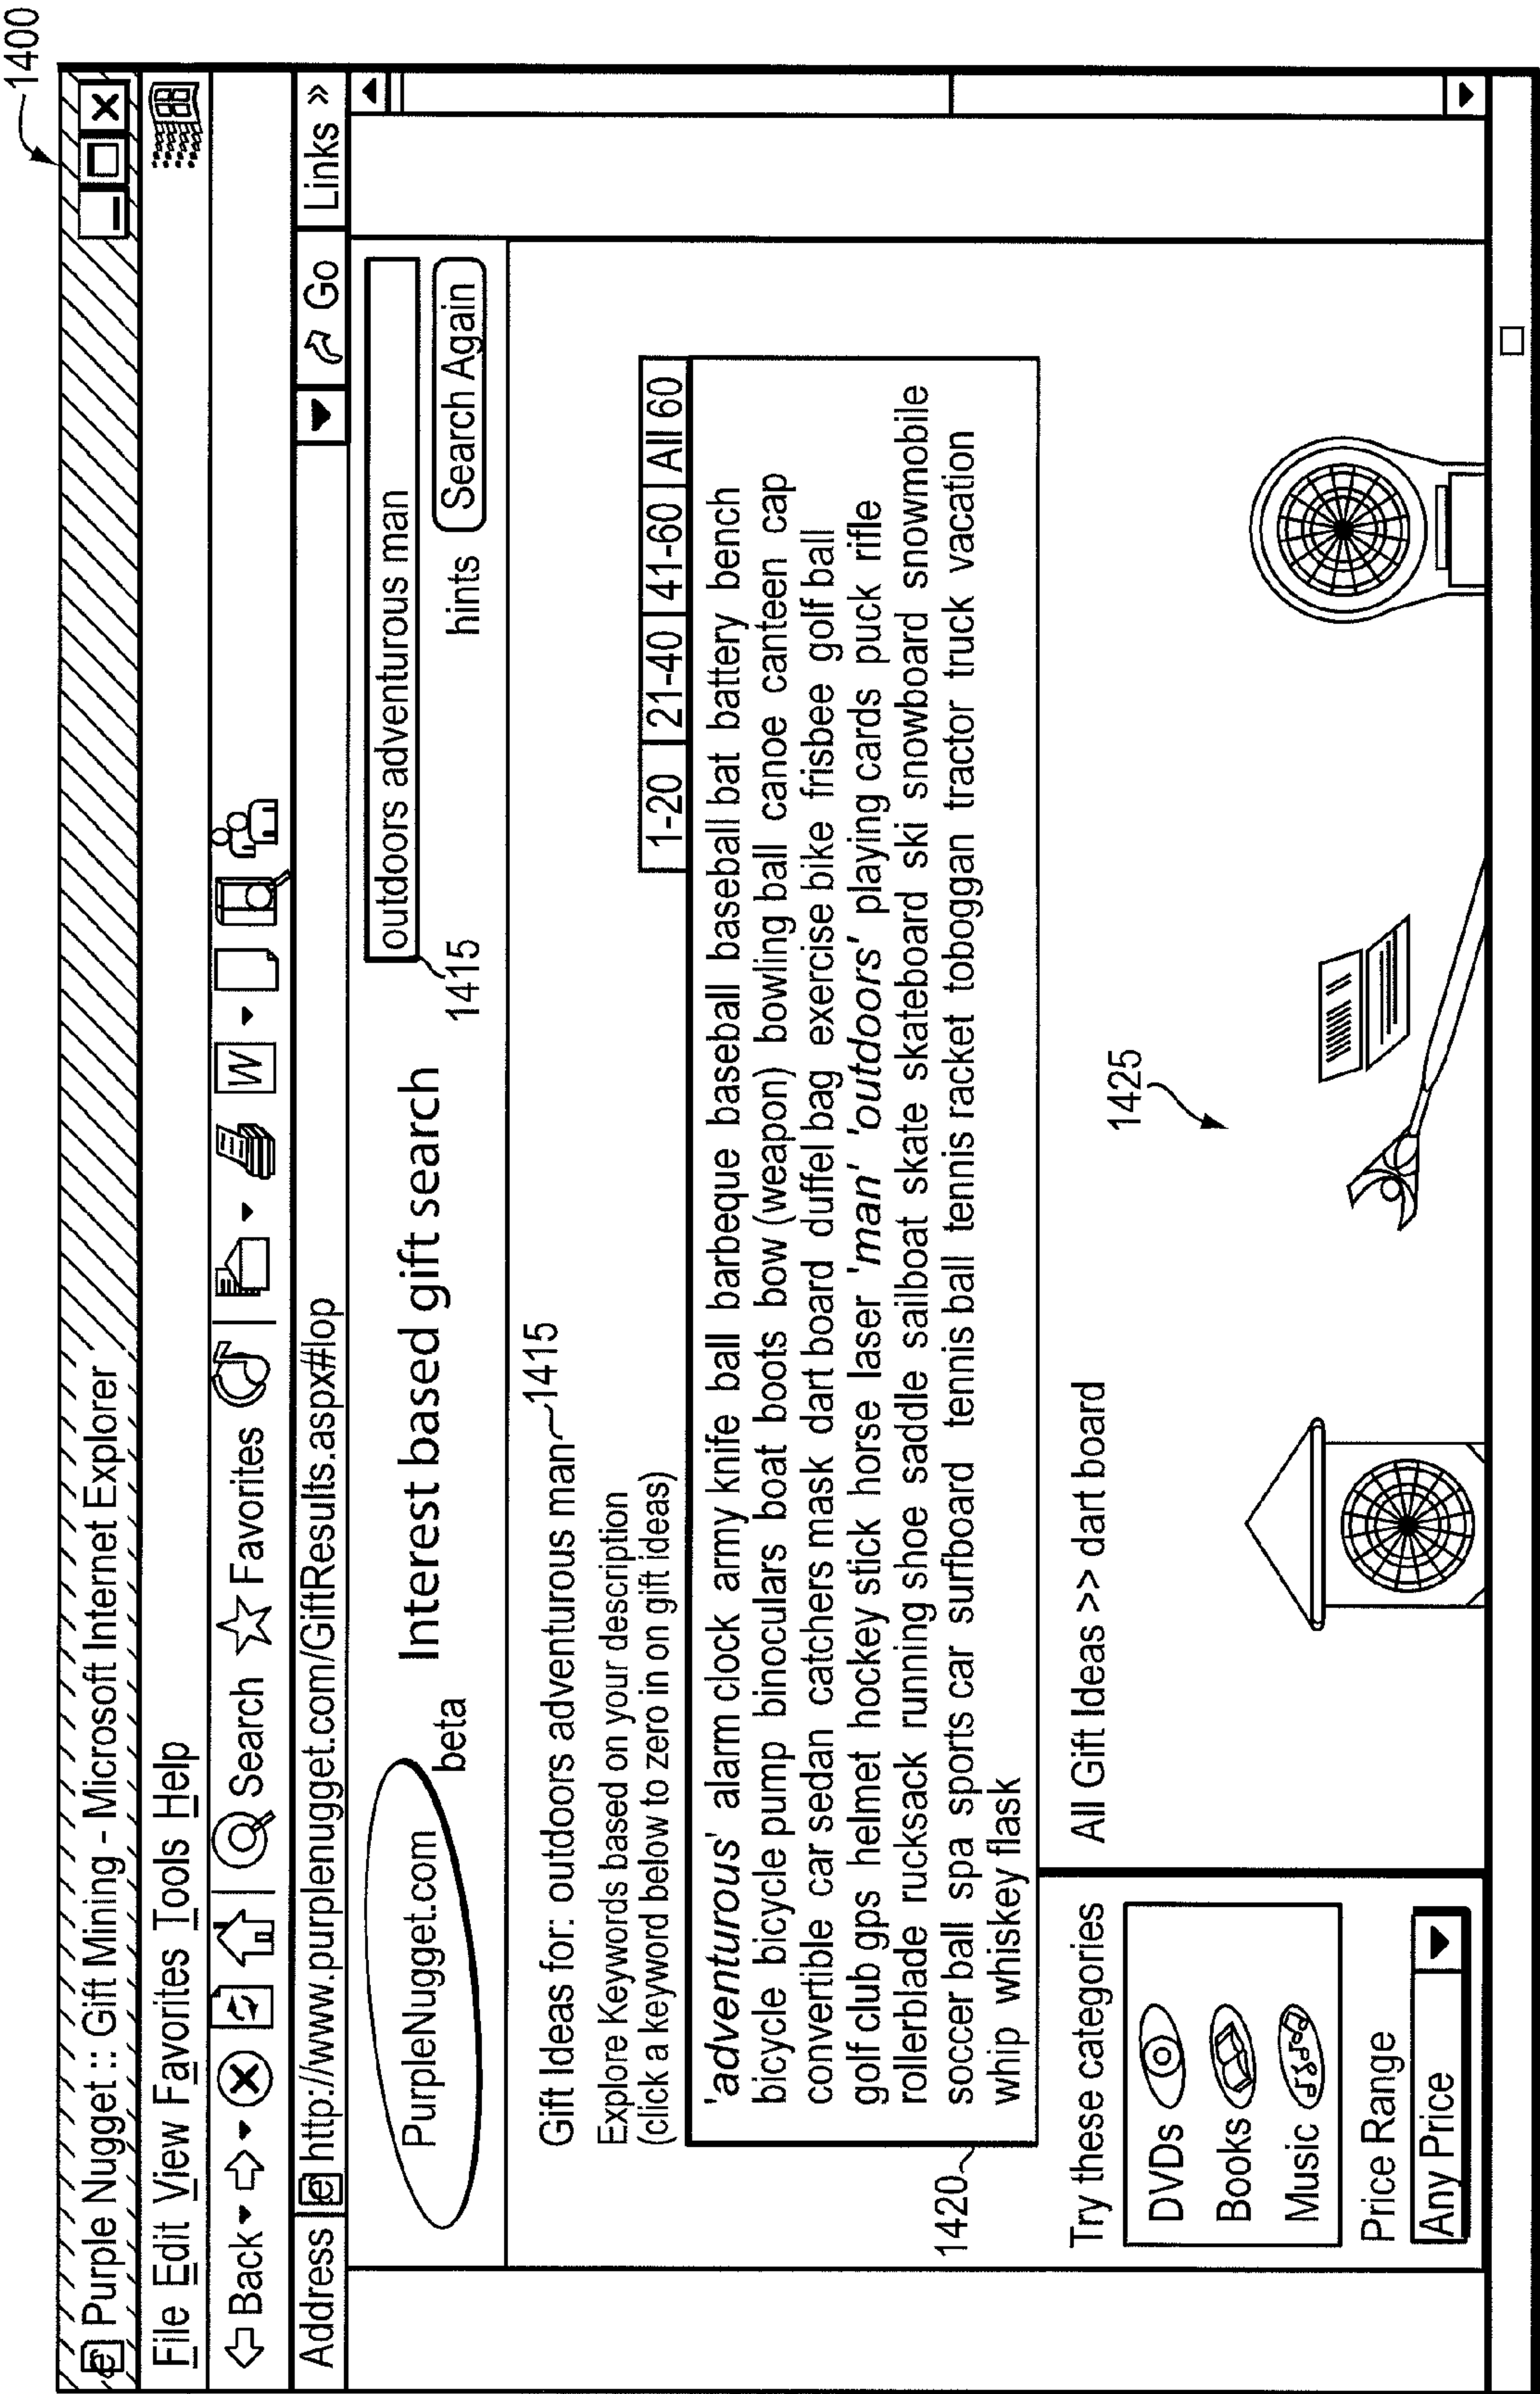 1400
Purple Nugget :: Gift Mining - Microsoft Internet Explorer
File Edit View Favorites Tools Help
Back Search Favorites W
Address http://www.purplenugget.com/GiftResults.aspx#lop Go Links »
PurpleNugget.com
beta
Interest based gift search
outdoors adventurous man
1415
hints Search Again
Gift Ideas for: outdoors adventurous man 1415
Explore Keywords based on your description
(click a keyword below to zero in on gift ideas)
1-20 21-40 41-60 All 60
'adventurous' alarm clock army knife ball barbeque baseball baseball bat battery bench
bicycle bicycle pump binoculars boat boots bow (weapon) bowling ball canoe canteen cap
convertible car sedan catchers mask dart board duffel bag exercise bike frisbee golf ball
golf club gps helmet hockey stick horse laser 'man' 'outdoors' playing cards puck rifle
rollerblade rucksack running shoe saddle sailboat skate skateboard ski snowboard snowmobile
soccer ball spa sports car surfboard tennis ball tennis racket toboggan tractor truck vacation
whip whiskey flask
1420
Try these categories
DVDs
Books
Music
Price Range
Any Price
All Gift Ideas >> dart board
1425